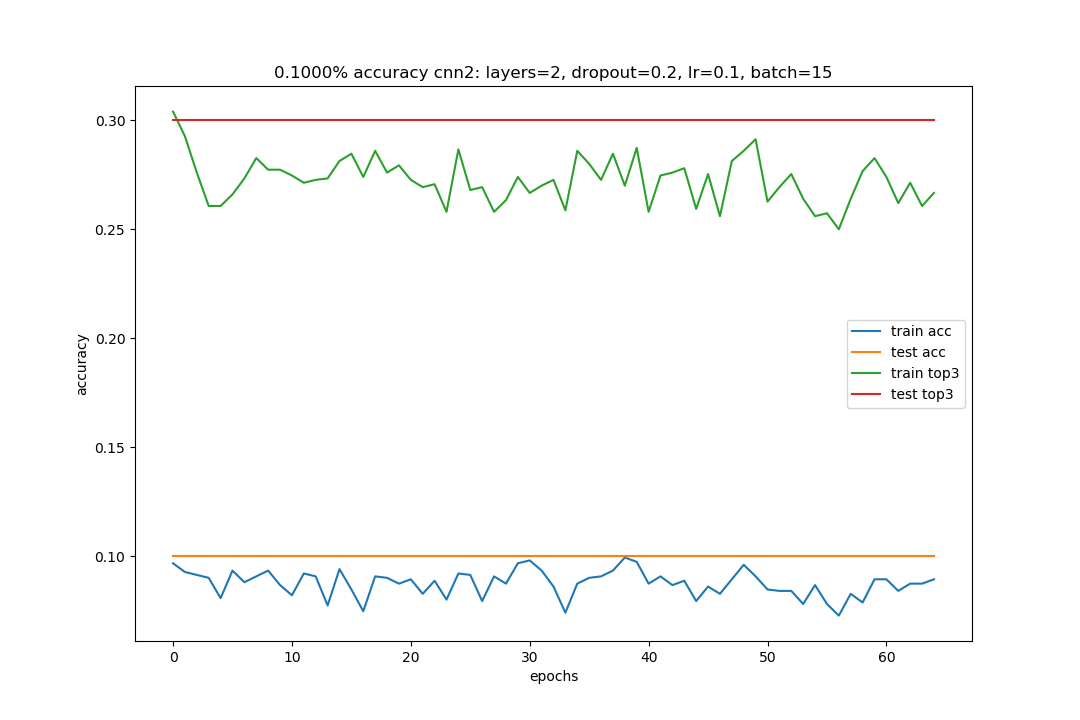 0.1000% accuracy cnn2: layers=2, dropout=0.2, lr=0.1, batch=15
0.30
0.25
0.20
0.15
0.10
accuracy
train acc
test acc
train top3
test top3
0 10 20 30 40 50 60
epochs